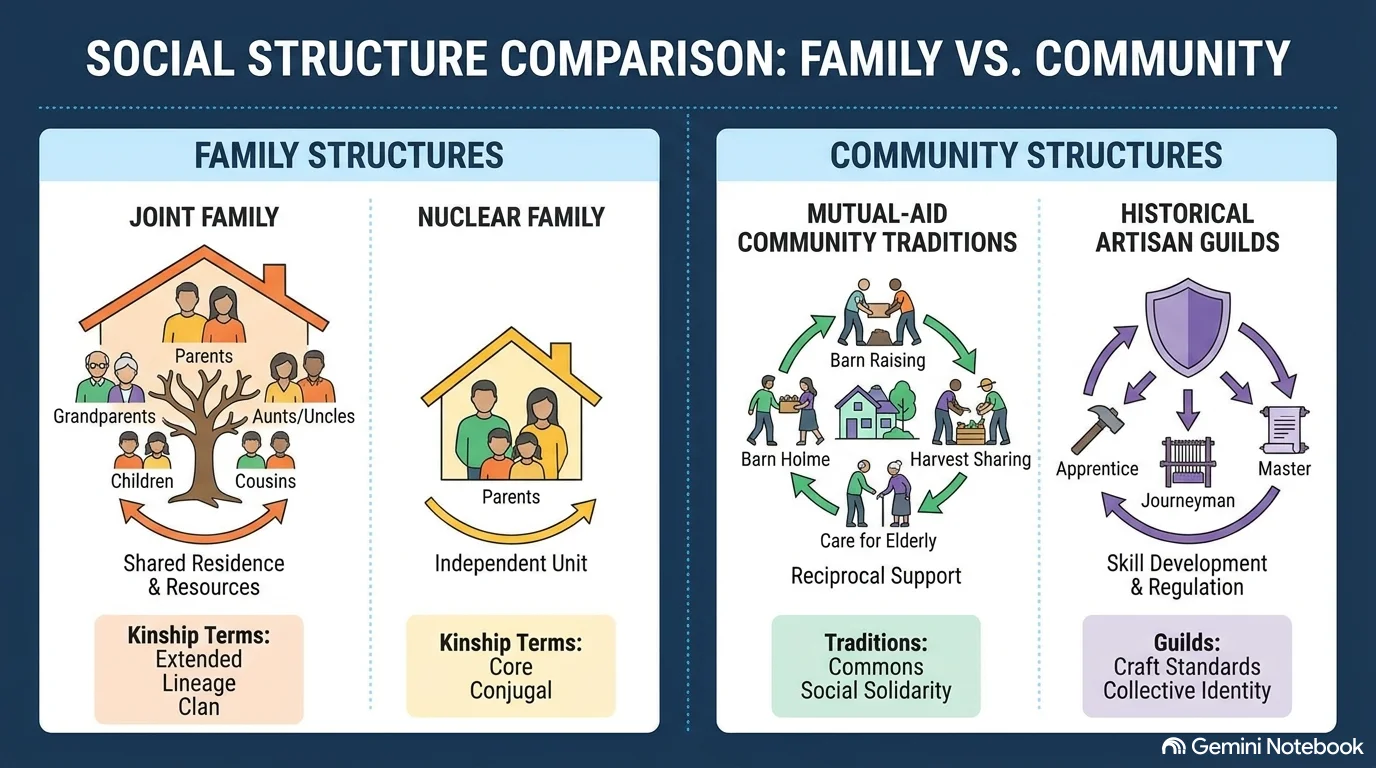 SOCIAL STRUCTURE COMPARISON: FAMILY VS. COMMUNITY
FAMILY STRUCTURES
JOINT FAMILY
Parents
Grandparents
Aunts/Uncles
Children
Cousins
Shared Residence
& Resources
Kinship Terms:
Extended
Lineage
Clan
NUCLEAR FAMILY
Parents
Independent Unit
Kinship Terms:
Core
Conjugal
COMMUNITY STRUCTURES
MUTUAL-AID
COMMUNITY TRADITIONS
Barn Raising
Barn Holme
Harvest Sharing
Care for Elderly
Reciprocal Support
Traditions:
Commons
Social Solidarity
HISTORICAL
ARTISAN GUILDS
Apprentice
Journeyman
Master
Skill Development
& Regulation
Guilds:
Craft Standards
Collective Identity
Gemini Notebook